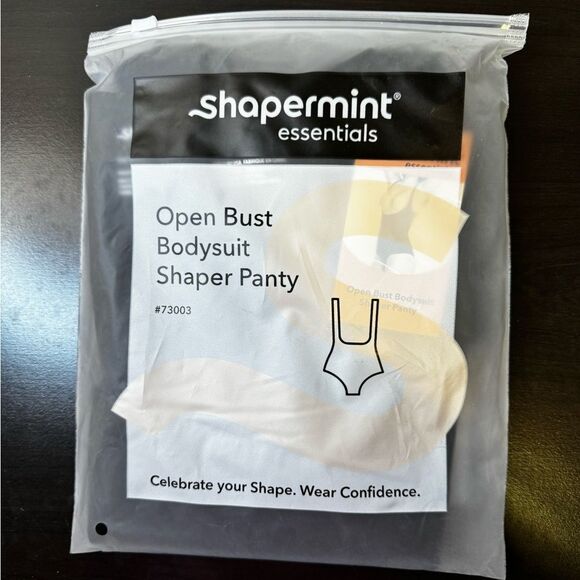 shapermint®
essentials
Open Bust
Bodysuit
Shaper Panty
#73003
Open Bust Bodysuit
Shaper Panty
Celebrate your Shape. Wear Confidence.